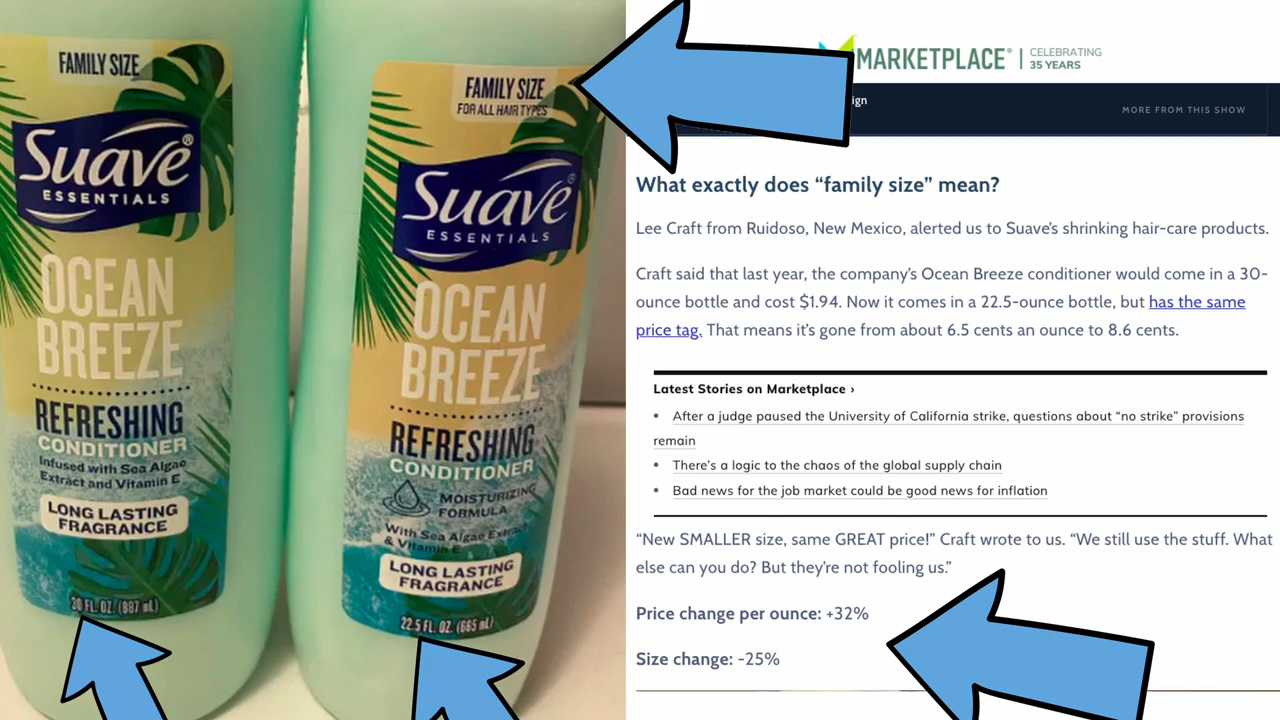 FAMILY SIZE
Suave®
ESSENTIALS
OCEAN
BREEZE
REFRESHING
CONDITIONER
Infused with Sea Algae
Extract and Vitamin E
LONG LASTING
FRAGRANCE
30 FL. OZ. (887 mL)
FAMILY SIZE
FOR ALL HAIR TYPES
Suave®
ESSENTIALS
OCEAN
BREEZE
REFRESHING
CONDITIONER
MOISTURIZING
FORMULA
With Sea Algae Extract
& Vitamin E
LONG LASTING
FRAGRANCE
22.5 FL. OZ. (665 mL)
MARKETPLACE® | CELEBRATING
35 YEARS
ign
MORE FROM THIS SHOW
What exactly does “family size” mean?
Lee Craft from Ruidoso, New Mexico, alerted us to Suave’s shrinking hair-care products.
Craft said that last year, the company’s Ocean Breeze conditioner would come in a 30-
ounce bottle and cost $1.94. Now it comes in a 22.5-ounce bottle, but has the same
price tag. That means it’s gone from about 6.5 cents an ounce to 8.6 cents.
Latest Stories on Marketplace ›
• After a judge paused the University of California strike, questions about “no strike” provisions
remain
• There’s a logic to the chaos of the global supply chain
• Bad news for the job market could be good news for inflation
“New SMALLER size, same GREAT price!” Craft wrote to us. “We still use the stuff. What
else can you do? But they’re not fooling us.”
Price change per ounce: +32%
Size change: -25%